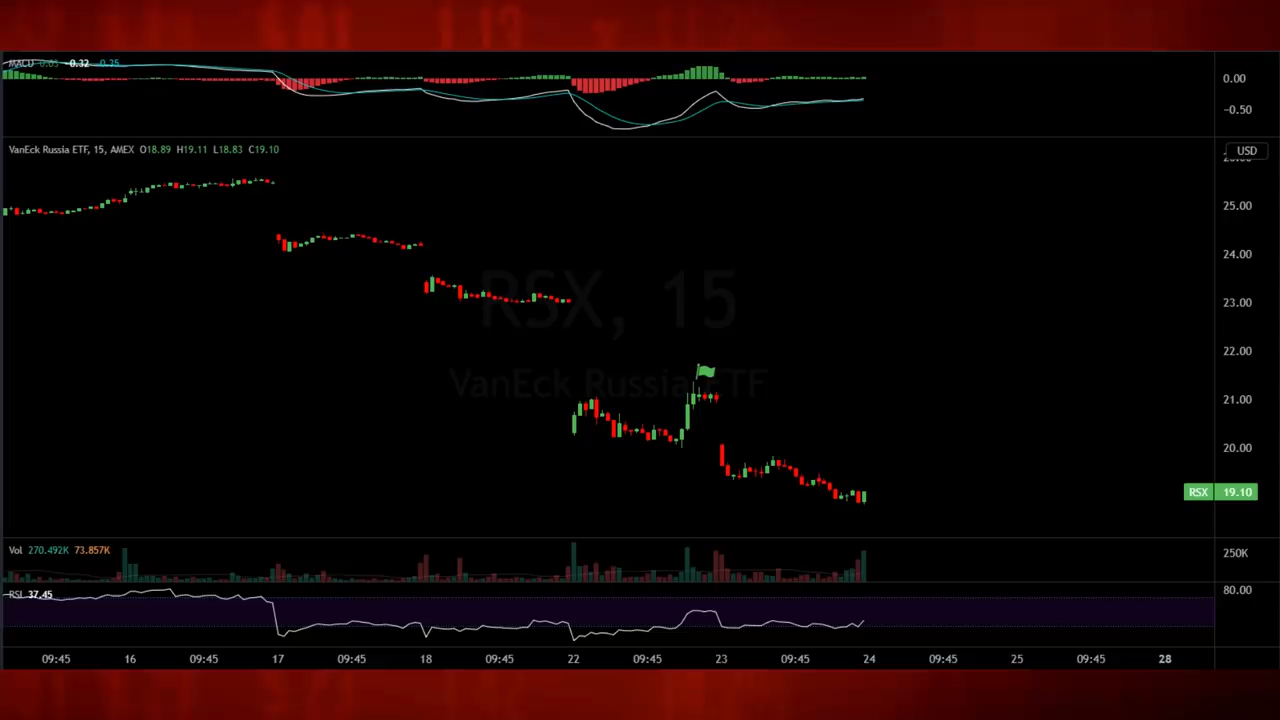 MACD 0.03 -0.32 -0.35
0.00
-0.50
VanEck Russia ETF, 15, AMEX O18.89 H19.11 L18.83 C19.10
USD
25.00
24.00
23.00
RSX, 15
22.00
VanEck Russia ETF
21.00
20.00
RSX 19.10
Vol 270.492K 73.857K
250K
RSI 37.45
80.00
09:45 16 09:45 17 09:45 18 09:45 22 09:45 23 09:45 24 09:45 25 09:45 28